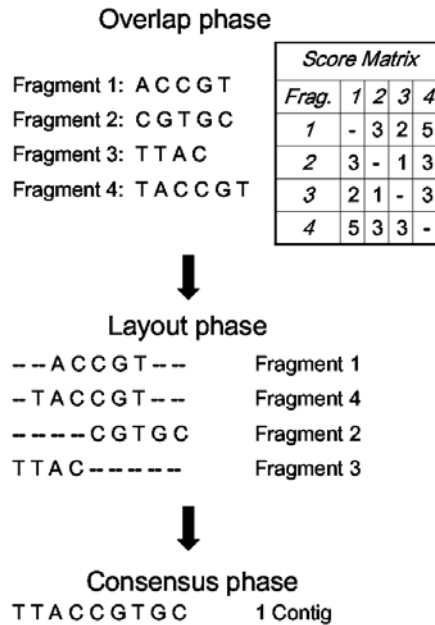 Overlap phase
Fragment 1: A C C G T
Fragment 2: C G T G C
Fragment 3: T T A C
Fragment 4: T A C C G T
Score Matrix
Frag. 1 2 3 4
1 - 3 2 5
2 3 - 1 3
3 2 1 - 3
4 5 3 3 -
Layout phase
-- -- A C C G T -- -- Fragment 1
-- T A C C G T -- -- Fragment 4
-- -- -- -- C G T G C Fragment 2
T T A C -- -- -- -- -- Fragment 3
Consensus phase
T T A C C G T G C 1 Contig